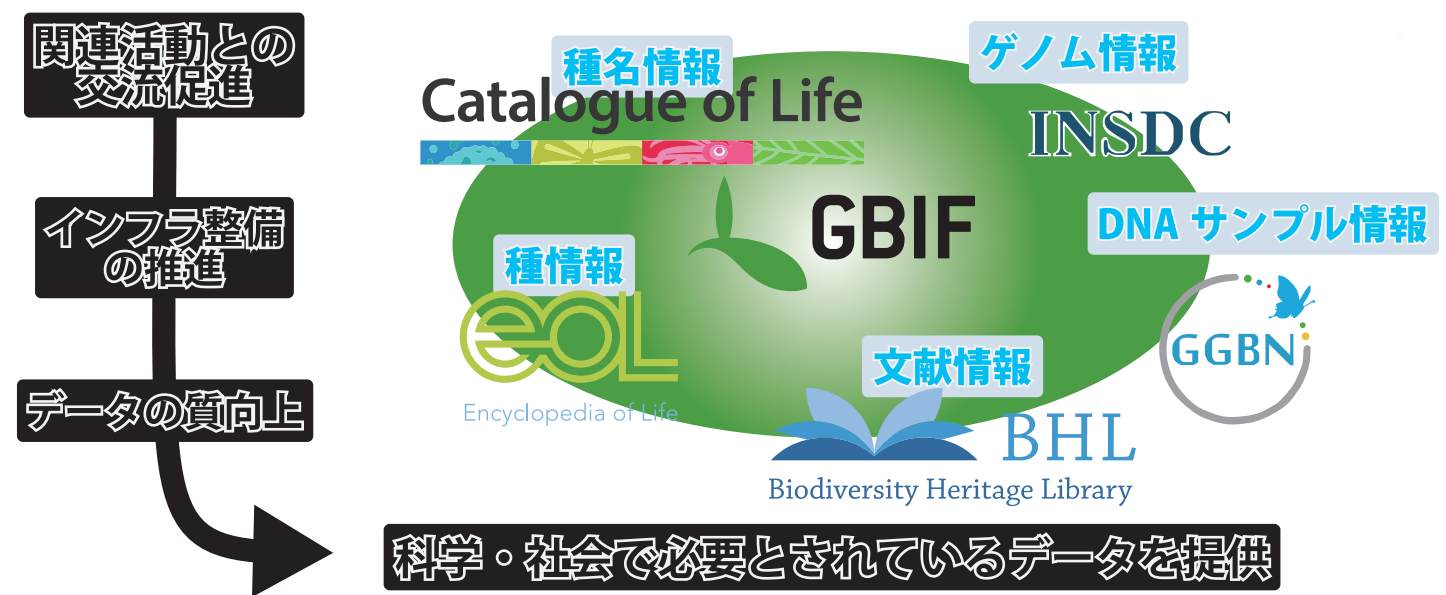 関連活動との
交流促進
インフラ整備
の推進
データの質向上
種名情報
Catalogue of Life
ゲノム情報
INSDC
GBIF
DNA サンプル情報
種情報
eOL
Encyclopedia of Life
GGBN
文献情報
BHL
Biodiversity Heritage Library
科学・社会で必要とされているデータを提供